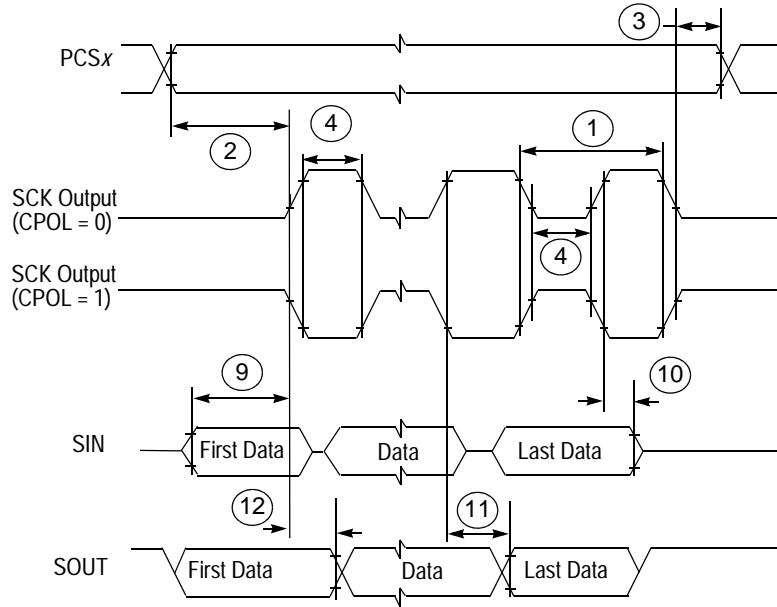 3
PCSx
2
4
1
SCK Output
(CPOL = 0)
4
SCK Output
(CPOL = 1)
9
10
SIN
First Data
Data
Last Data
12
11
SOUT
First Data
Data
Last Data